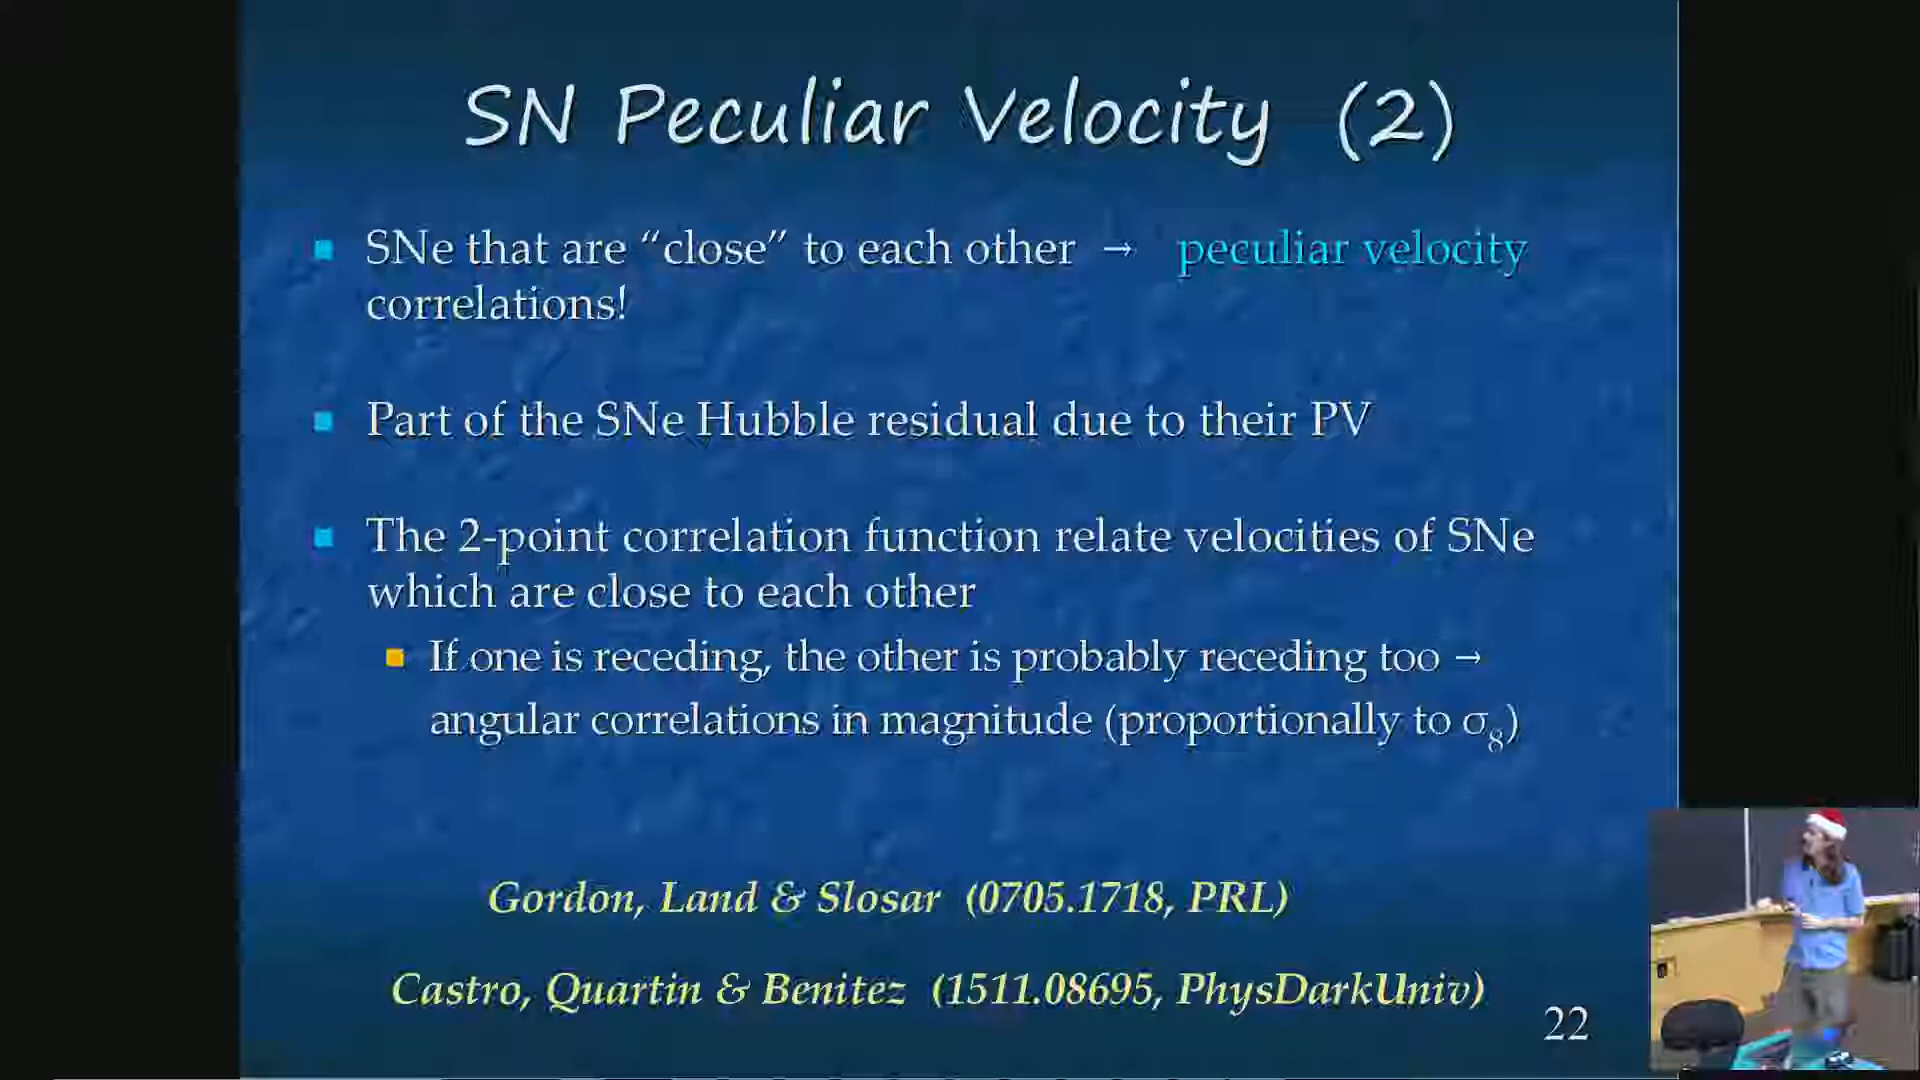 SN Peculiar Velocity (2)
SNe that are “close” to each other → peculiar velocity
correlations!
Part of the SNe Hubble residual due to their PV
The 2-point correlation function relate velocities of SNe
which are close to each other
If one is receding, the other is probably receding too →
angular correlations in magnitude (proportionally to σ₈)
Gordon, Land & Slosar (0705.1718, PRL)
Castro, Quartin & Benitez (1511.08695, PhysDarkUniv)
22